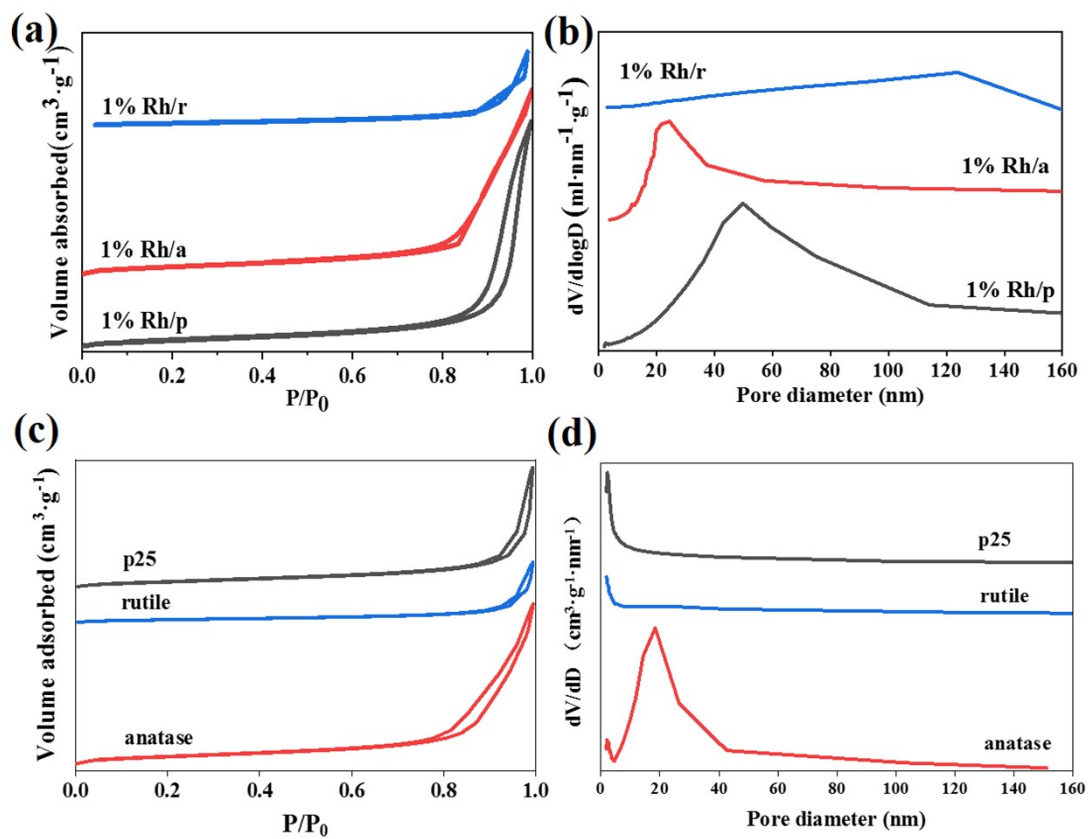 (a)
Volume absorbed(cm³·g⁻¹)
1% Rh/r
1% Rh/a
1% Rh/p
0.0 0.2 0.4 0.6 0.8 1.0
P/P₀
(b)
dV/dlogD (ml·nm⁻¹·g⁻¹)
1% Rh/r
1% Rh/a
1% Rh/p
0 20 40 60 80 100 120 140 160
Pore diameter (nm)
(c)
Volume adsorbed (cm³·g⁻¹)
p25
rutile
anatase
0.0 0.2 0.4 0.6 0.8 1.0
P/P₀
(d)
dV/dD (cm³·g⁻¹·nm⁻¹)
p25
rutile
anatase
0 20 40 60 80 100 120 140 160
Pore diameter (nm)